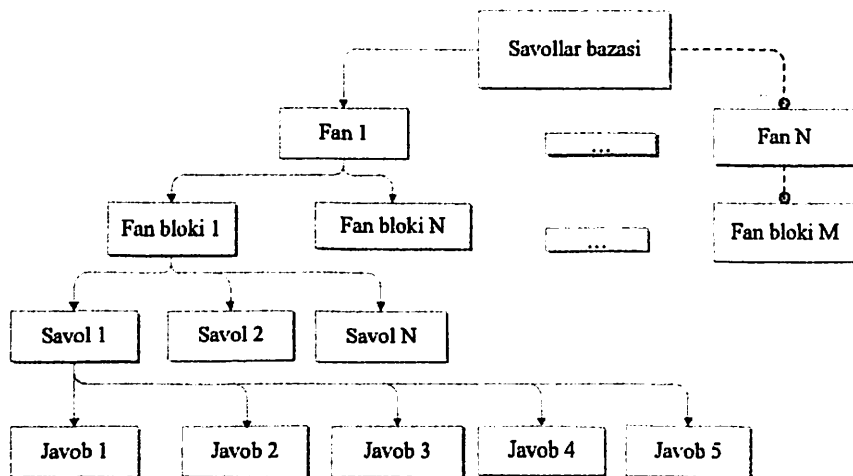 Savollar bazasi
Fan 1
...
Fan N
Fan bloki 1
Fan bloki N
...
Fan bloki M
Savol 1
Savol 2
Savol N
Javob 1
Javob 2
Javob 3
Javob 4
Javob 5